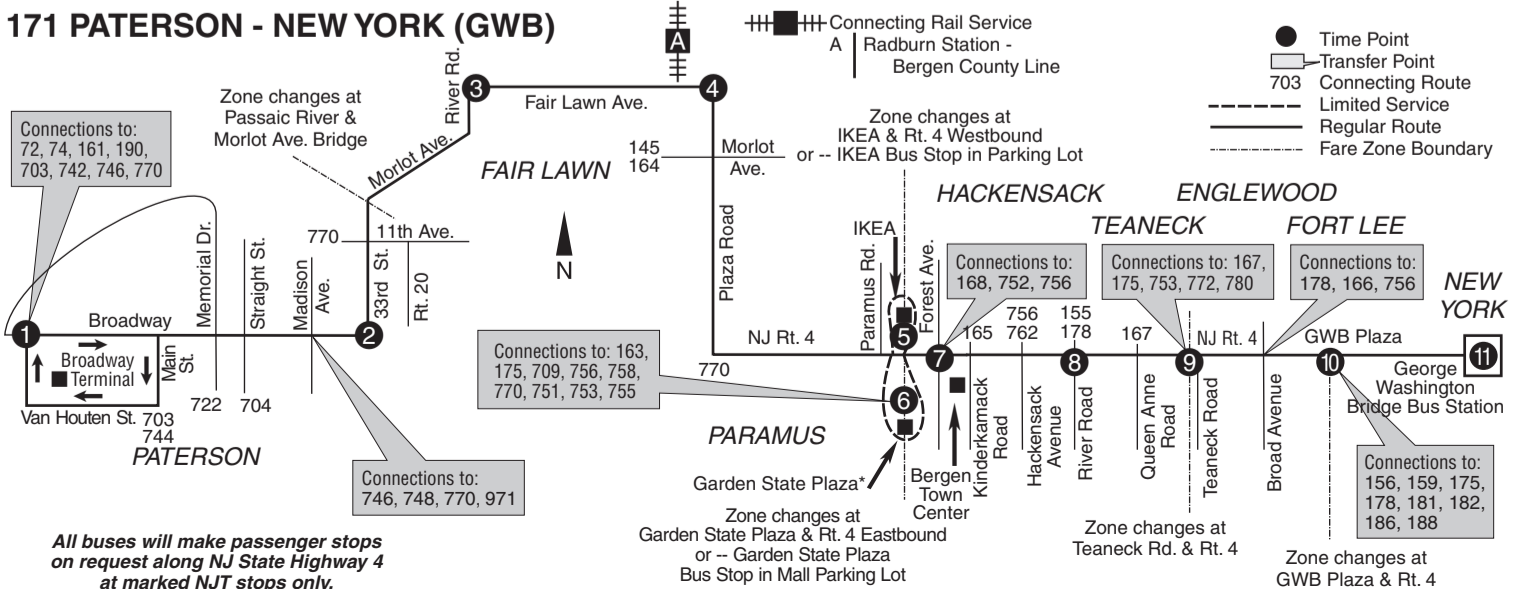 171 PATERSON - NEW YORK (GWB)
Connecting Rail Service
A Radburn Station -
Bergen County Line
Time Point
Transfer Point
703 Connecting Route
Limited Service
Regular Route
Fare Zone Boundary
A
3
4
River Rd.
Fair Lawn Ave.
Zone changes at
Passaic River &
Morlot Ave. Bridge
Morlot Ave.
FAIR LAWN
145
164
Morlot
Ave.
Zone changes at
IKEA & Rt. 4 Westbound
or -- IKEA Bus Stop in Parking Lot
Connections to:
72, 74, 161, 190,
703, 742, 746, 770
HACKENSACK
ENGLEWOOD
TEANECK
FORT LEE
NEW
YORK
770
11th Ave.
33rd St.
Rt. 20
N
Plaza Road
IKEA
Paramus Rd.
Forest Ave.
Connections to:
168, 752, 756
Connections to: 167,
175, 753, 772, 780
Connections to:
178, 166, 756
Memorial Dr.
Straight St.
Madison
Ave.
1
Broadway
2
Broadway
Terminal
Main
St.
Van Houten St.
703
744
722
704
PATERSON
NJ Rt. 4
770
5
6
7
165
756
762
155
178
8
167
9
NJ Rt. 4
GWB Plaza
10
11
George
Washington
Bridge Bus Station
Connections to: 163,
175, 709, 756, 758,
770, 751, 753, 755
PARAMUS
Garden State Plaza*
Bergen
Town
Center
Kinderkamack
Road
Hackensack
Avenue
River Road
Queen Anne
Road
Teaneck Road
Broad Avenue
Connections to:
746, 748, 770, 971
Connections to:
156, 159, 175,
178, 181, 182,
186, 188
Zone changes at
Garden State Plaza & Rt. 4 Eastbound
or -- Garden State Plaza
Bus Stop in Mall Parking Lot
Zone changes at
Teaneck Rd. & Rt. 4
Zone changes at
GWB Plaza & Rt. 4
All buses will make passenger stops
on request along NJ State Highway 4
at marked NJT stops only.